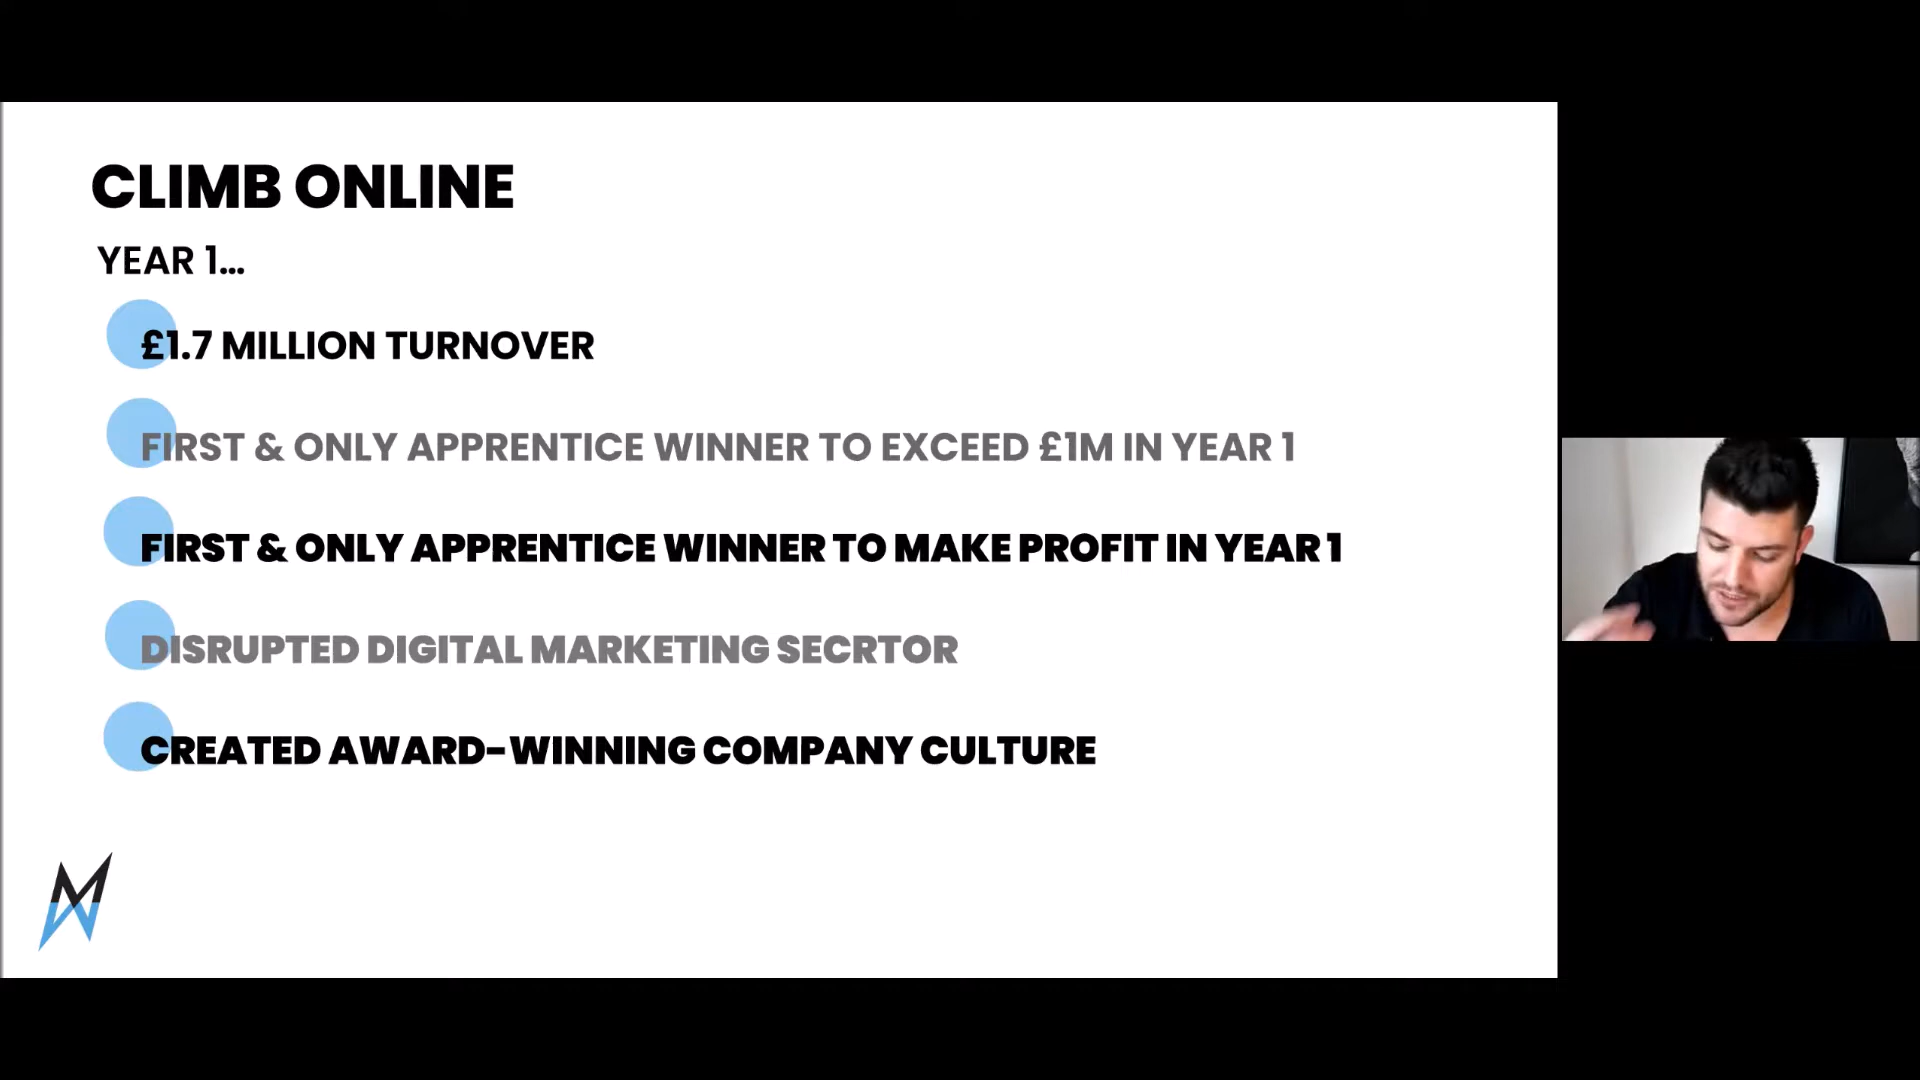 CLIMB ONLINE
YEAR 1...
£1.7 MILLION TURNOVER
FIRST & ONLY APPRENTICE WINNER TO EXCEED £1M IN YEAR 1
FIRST & ONLY APPRENTICE WINNER TO MAKE PROFIT IN YEAR 1
DISRUPTED DIGITAL MARKETING SECRTOR
CREATED AWARD-WINNING COMPANY CULTURE